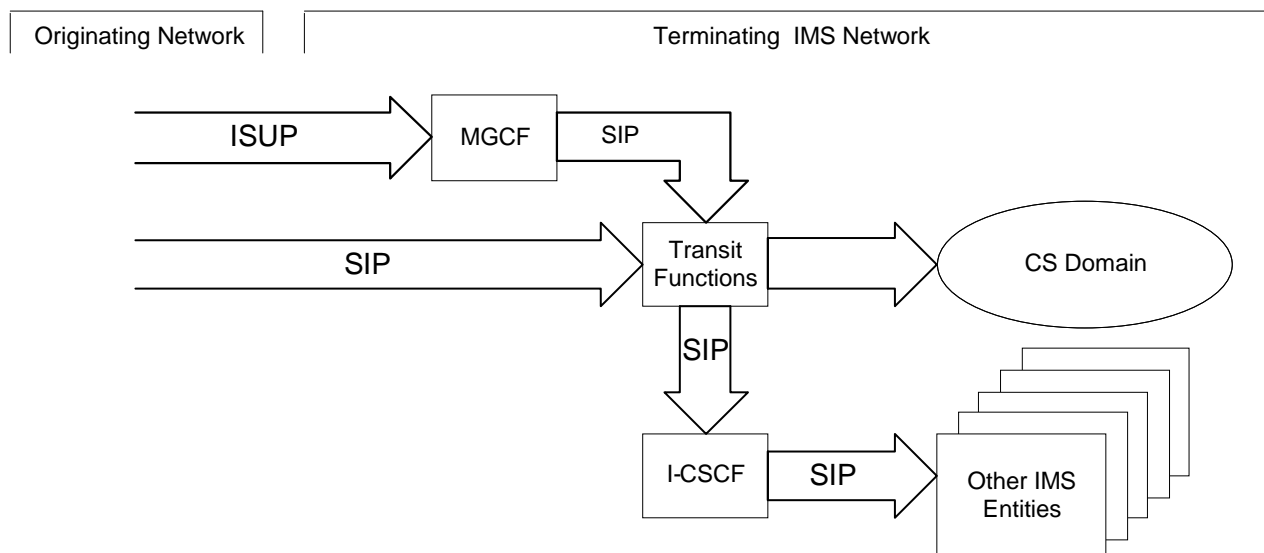 Originating Network
Terminating IMS Network
ISUP
MGCF
SIP
SIP
Transit
Functions
CS Domain
SIP
I-CSCF
SIP
Other IMS
Entities